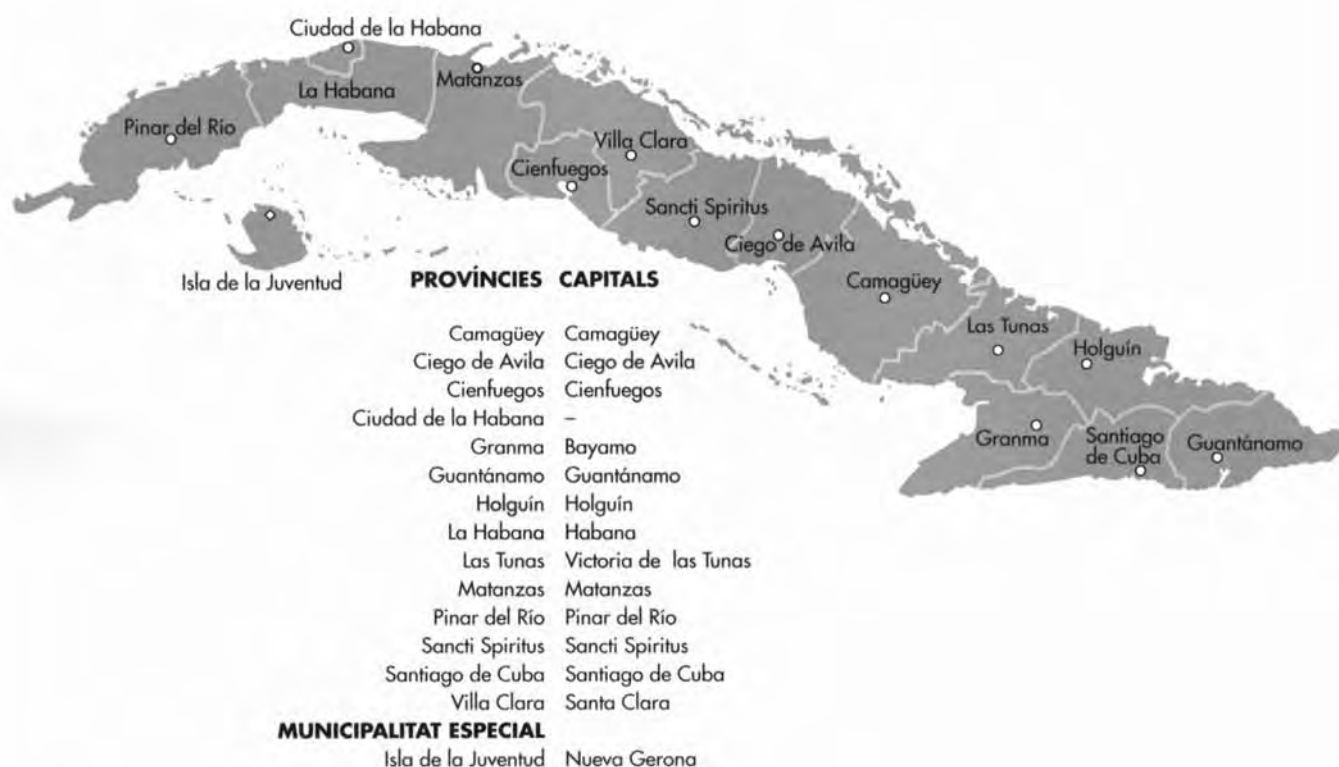 Ciudad de la Habana
La Habana
Matanzas
Pinar del Río
Villa Clara
Cienfuegos
Sancti Spiritus
Ciego de Avila
Isla de la Juventud
Camagüey
Las Tunas
Holguín
Granma
Santiago
de Cuba
Guantánamo
PROVÍNCIES CAPITALS
Camagüey Camagüey
Ciego de Avila Ciego de Avila
Cienfuegos Cienfuegos
Ciudad de la Habana –
Granma Bayamo
Guantánamo Guantánamo
Holguín Holguín
La Habana Habana
Las Tunas Victoria de las Tunas
Matanzas Matanzas
Pinar del Río Pinar del Río
Sancti Spiritus Sancti Spiritus
Santiago de Cuba Santiago de Cuba
Villa Clara Santa Clara
MUNICIPALITAT ESPECIAL
Isla de la Juventud Nueva Gerona